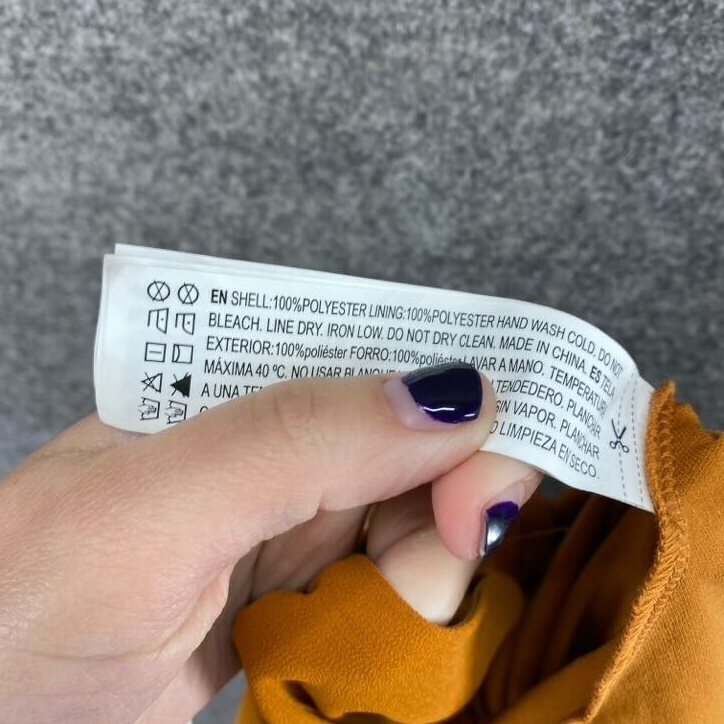 EN SHELL:100%POLYESTER LINING:100%POLYESTER HAND WASH COLD. DO NOT
BLEACH. LINE DRY. IRON LOW. DO NOT DRY CLEAN. MADE IN CHINA. ES TELA
EXTERIOR:100%poliéster FORRO:100%poliéster LAVAR A MANO. TEMPERATURA
MÁXIMA 40 ºC. NO USAR TENDEDERO. PLANCHAR
A UNA SIN VAPOR. PLANCHAR
LIMPIEZA EN SECO.